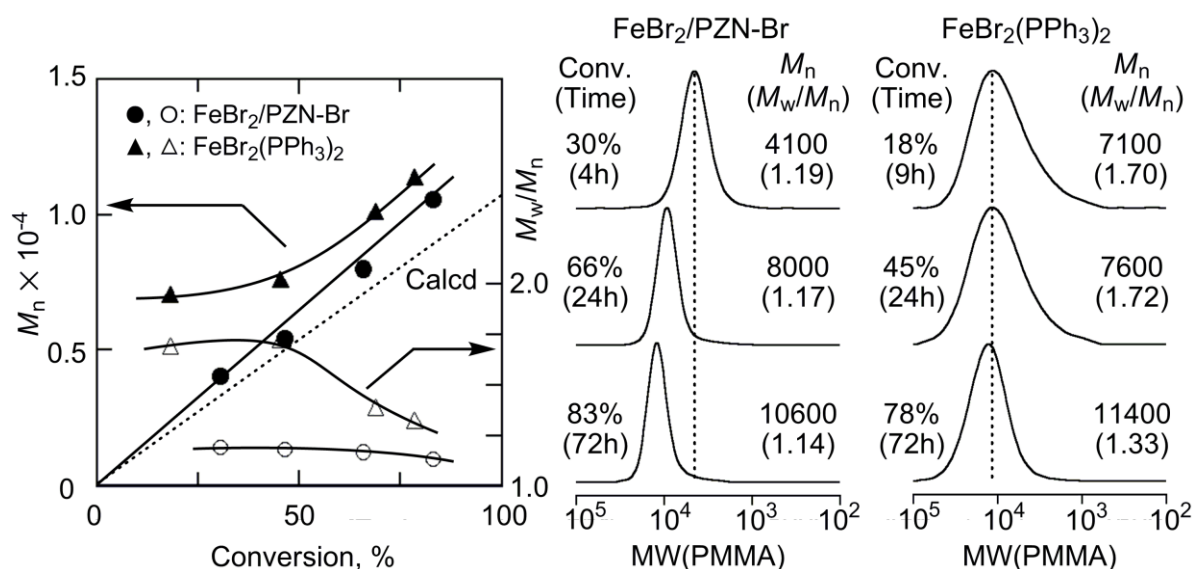 1.5
1.0
0.5
0
Mn × 10-4
●, ○: FeBr2/PZN-Br
▲, △: FeBr2(PPh3)2
Calcd
2.0
1.0
Mw/Mn
0
50
100
Conversion, %
FeBr2/PZN-Br
Conv.
(Time)
Mn
(Mw/Mn)
30%
(4h)
4100
(1.19)
66%
(24h)
8000
(1.17)
83%
(72h)
10600
(1.14)
105
104
103
102
MW(PMMA)
FeBr2(PPh3)2
Conv.
(Time)
Mn
(Mw/Mn)
18%
(9h)
7100
(1.70)
45%
(24h)
7600
(1.72)
78%
(72h)
11400
(1.33)
105
104
103
102
MW(PMMA)